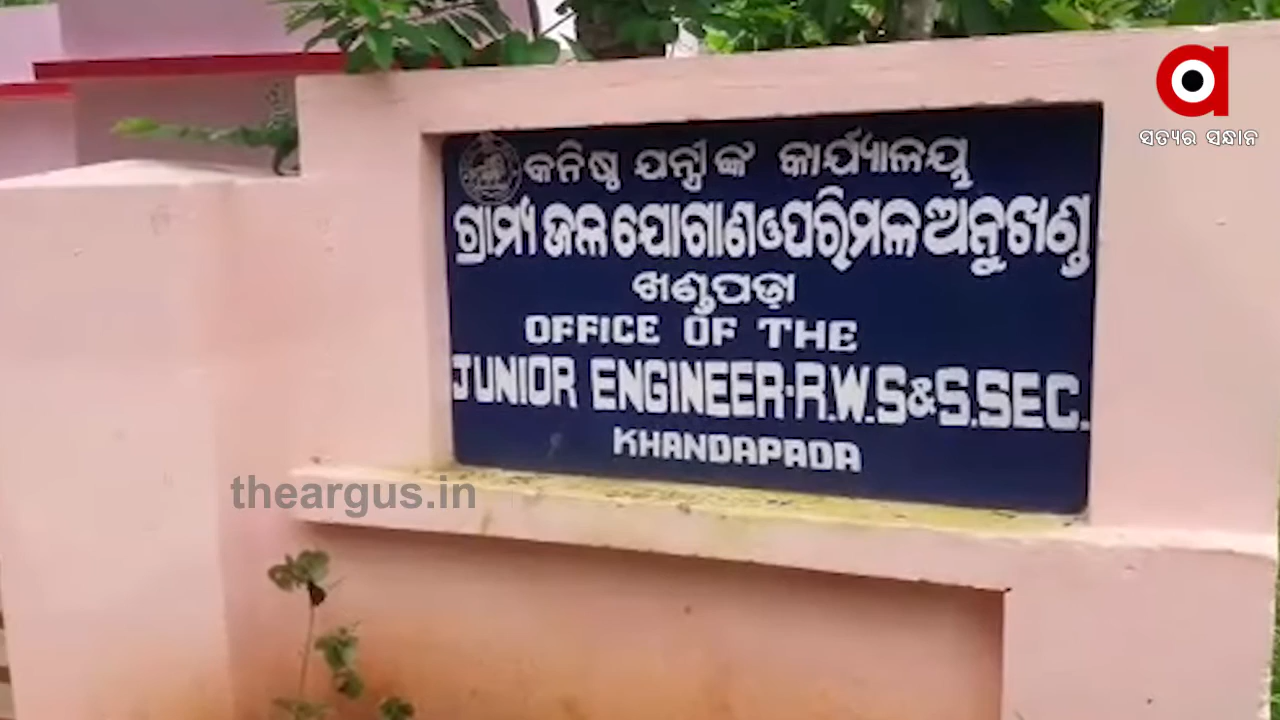 ସତ୍ୟର ସନ୍ଧାନ
କନିଷ୍ଠ ଯନ୍ତ୍ରୀଙ୍କ କାର୍ଯ୍ୟାଳୟ
ଗ୍ରାମ୍ୟ ଜଳ ଯୋଗାଣ ଓ ପରିମଳ ଅନୁଖଣ୍ଡ
ଖଣ୍ଡପଡ଼ା
OFFICE OF THE
JUNIOR ENGINEER-R.W.S&S.SEC.
KHANDAPADA
theargus.in